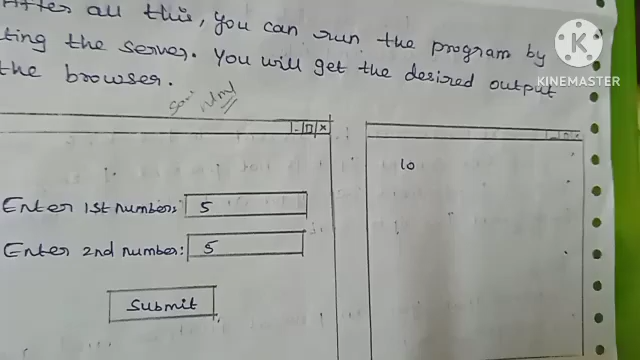 After all this, you can run the program by
ting the server. You will get the desired output
the browser.
KINEMASTER
html
Enter 1st number: 5
Enter 2nd number: 5
Submit
10